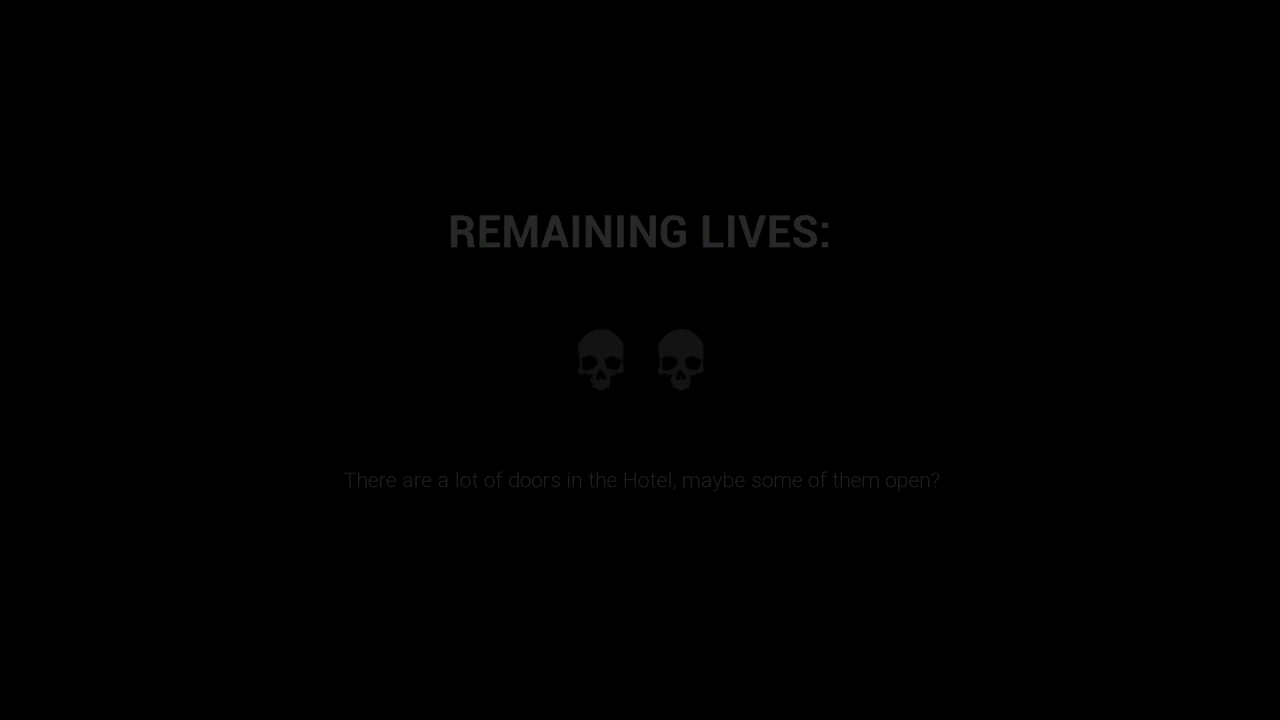 REMAINING LIVES:
There are a lot of doors in the Hotel, maybe some of them open?